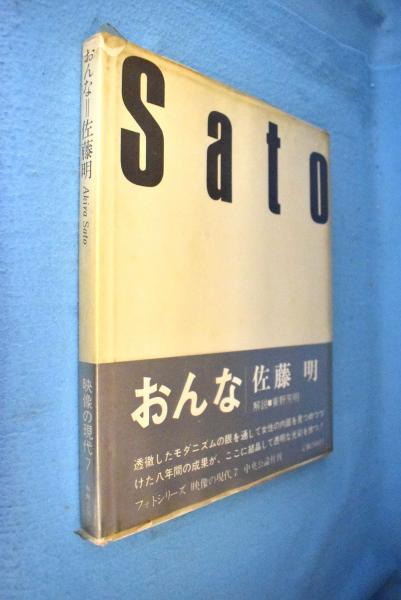 おんな=佐藤明 Akira Sato
映像の現代7
Sato
おんな
佐藤 明
解説■重野芳明
透徹したモダニズムの眼を通して女性の内面を見つめつづ
けた八年間の成果が、ここに結晶して透明な光彩を放つ!
フォトシリーズ 映像の現代7 中央公論社刊